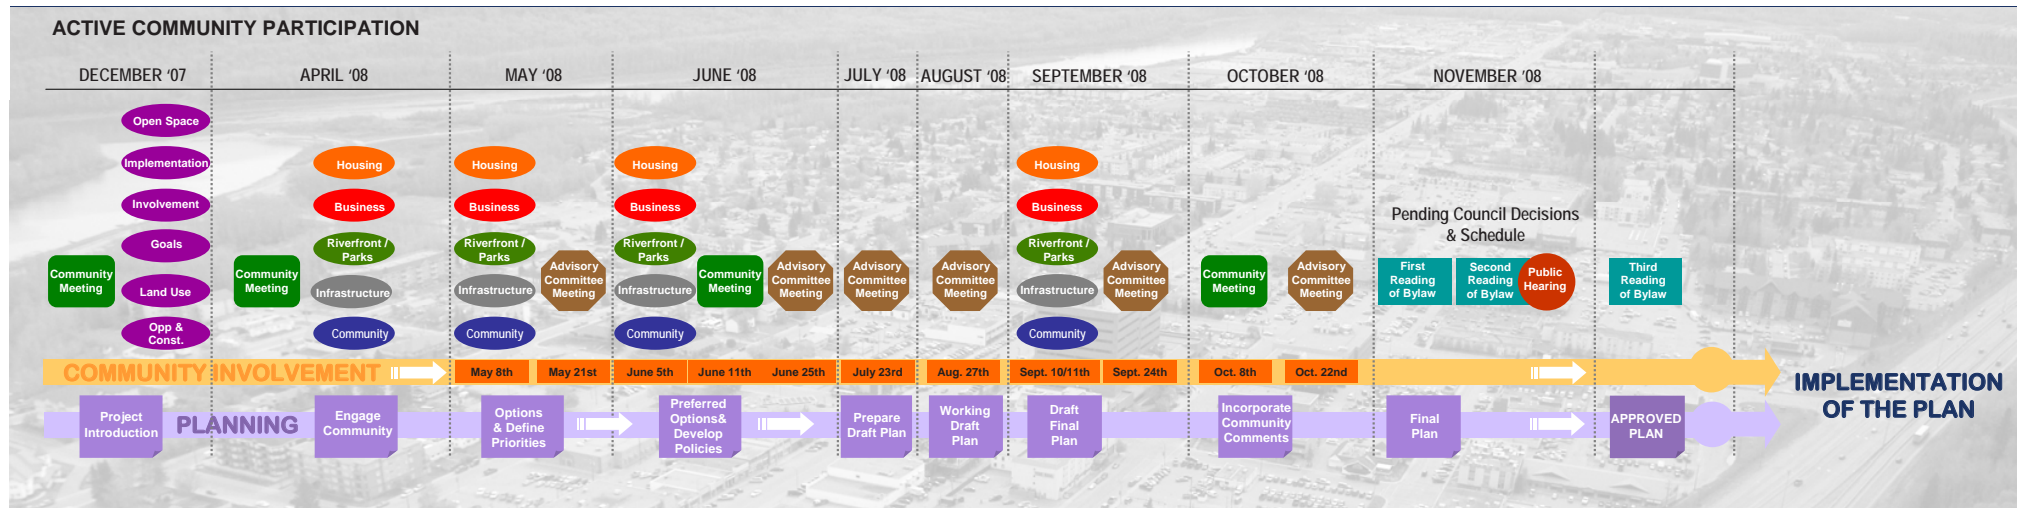 ACTIVE COMMUNITY PARTICIPATION
DECEMBER '07
APRIL '08
MAY '08
JUNE '08
JULY '08
AUGUST '08
SEPTEMBER '08
OCTOBER '08
NOVEMBER '08
Community
Meeting
Open Space
Implementation
Involvement
Goals
Land Use
Opp &
Const.
Community
Meeting
Housing
Business
Riverfront /
Parks
Infrastructure
Community
Housing
Business
Riverfront /
Parks
Infrastructure
Community
Advisory
Committee
Meeting
Housing
Business
Riverfront /
Parks
Infrastructure
Community
Community
Meeting
Advisory
Committee
Meeting
Advisory
Committee
Meeting
Advisory
Committee
Meeting
Housing
Business
Riverfront /
Parks
Infrastructure
Community
Advisory
Committee
Meeting
Community
Meeting
Advisory
Committee
Meeting
Pending Council Decisions
& Schedule
First
Reading
of Bylaw
Second
Reading
of Bylaw
Public
Hearing
Third
Reading
of Bylaw
COMMUNITY INVOLVEMENT
May 8th
May 21st
June 5th
June 11th
June 25th
July 23rd
Aug. 27th
Sept. 10/11th
Sept. 24th
Oct. 8th
Oct. 22nd
Project
Introduction
PLANNING
Engage
Community
Options
& Define
Priorities
Preferred
Options&
Develop
Policies
Prepare
Draft Plan
Working
Draft
Plan
Draft
Final
Plan
Incorporate
Community
Comments
Final
Plan
APPROVED
PLAN
IMPLEMENTATION
OF THE PLAN